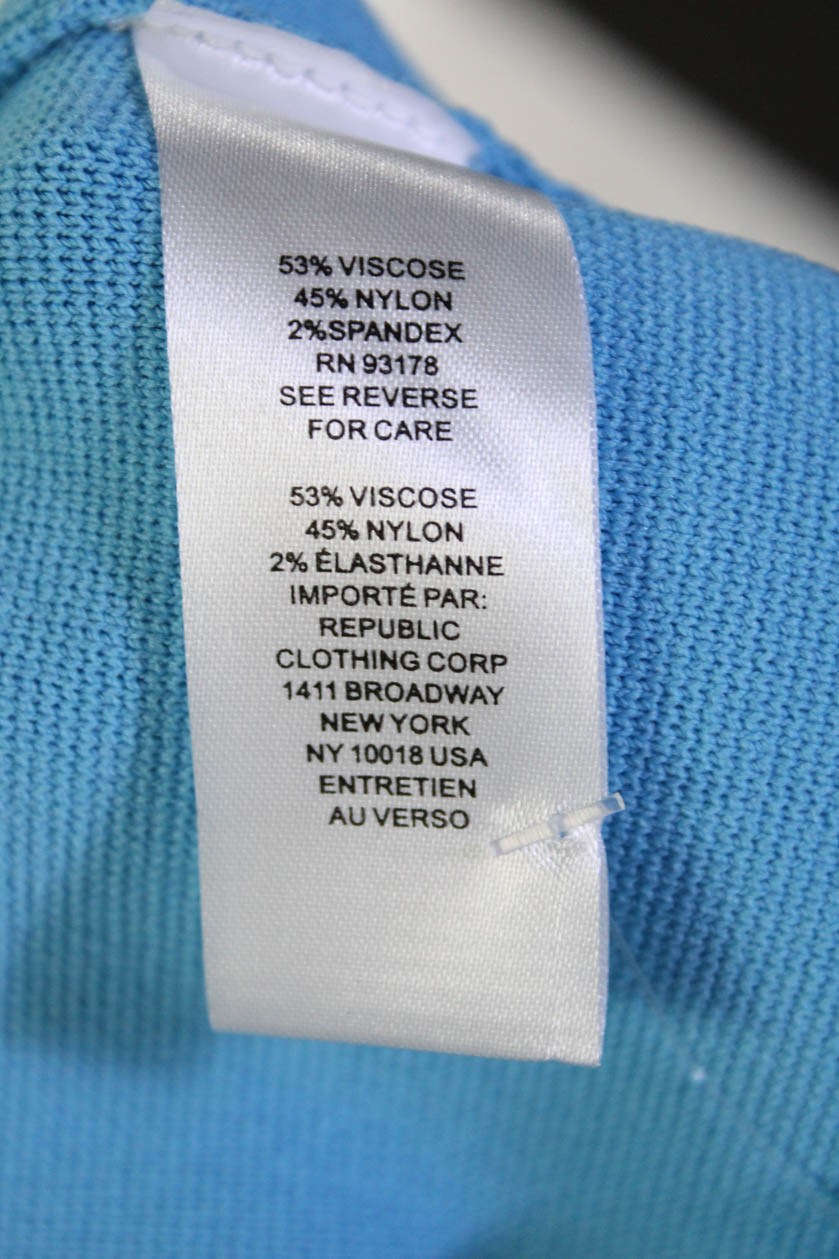 53% VISCOSE
45% NYLON
2%SPANDEX
RN 93178
SEE REVERSE
FOR CARE
53% VISCOSE
45% NYLON
2% ÉLASTHANNE
IMPORTÉ PAR:
REPUBLIC
CLOTHING CORP
1411 BROADWAY
NEW YORK
NY 10018 USA
ENTRETIEN
AU VERSO